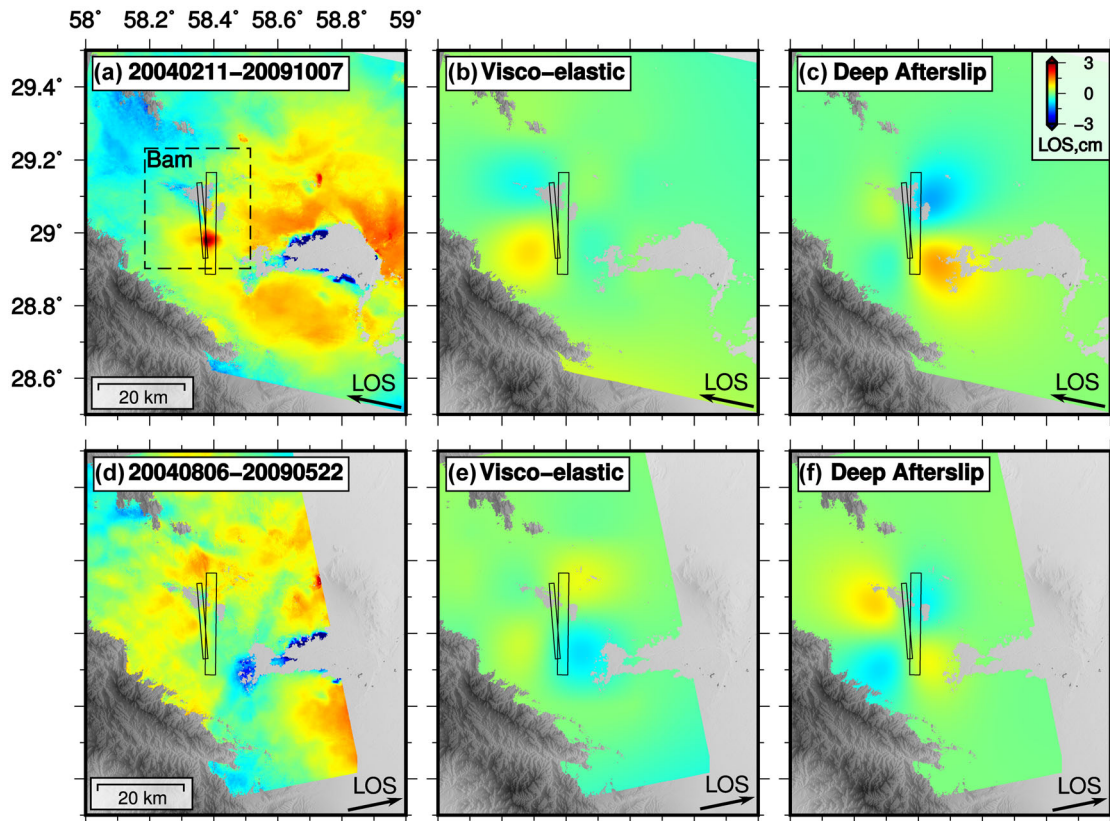 58° 58.2° 58.4° 58.6° 58.8° 59°
(a) 20040211−20091007
(b) Visco−elastic
(c) Deep Afterslip
3
0
−3
LOS,cm
29.4°
29.2°
29°
28.8°
28.6°
Bam
20 km
LOS
LOS
LOS
(d) 20040806−20090522
(e) Visco−elastic
(f) Deep Afterslip
20 km
LOS
LOS
LOS